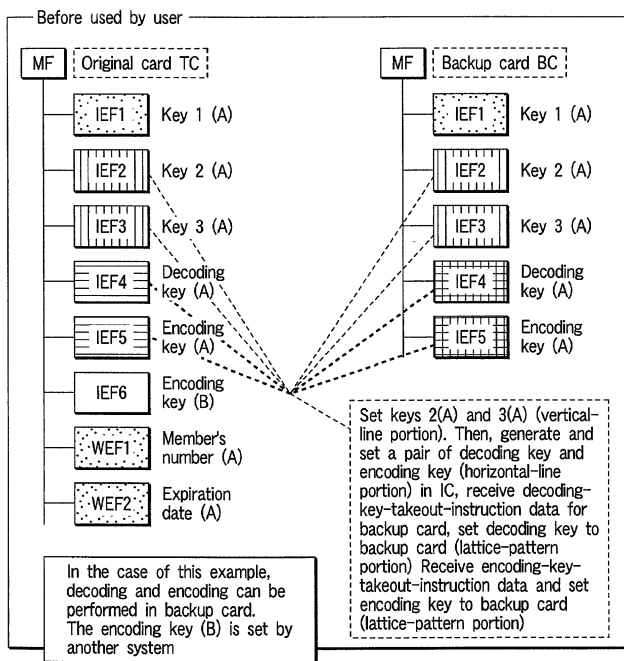 Before used by user
MF
Original card TC
IEF1
Key 1 (A)
IEF2
Key 2 (A)
IEF3
Key 3 (A)
IEF4
Decoding
key (A)
IEF5
Encoding
key (A)
IEF6
Encoding
key (B)
WEF1
Member's
number (A)
WEF2
Expiration
date (A)
MF
Backup card BC
IEF1
Key 1 (A)
IEF2
Key 2 (A)
IEF3
Key 3 (A)
IEF4
Decoding
key (A)
IEF5
Encoding
key (A)
Set keys 2(A) and 3(A) (vertical-
line portion). Then, generate and
set a pair of decoding key and
encoding key (horizontal-line
portion) in IC, receive decoding-
key-takeout-instruction data for
backup card, set decoding key to
backup card (lattice-pattern
portion) Receive encoding-key-
takeout-instruction data and set
encoding key to backup card
(lattice-pattern portion)
In the case of this example,
decoding and encoding can be
performed in backup card.
The encoding key (B) is set by
another system